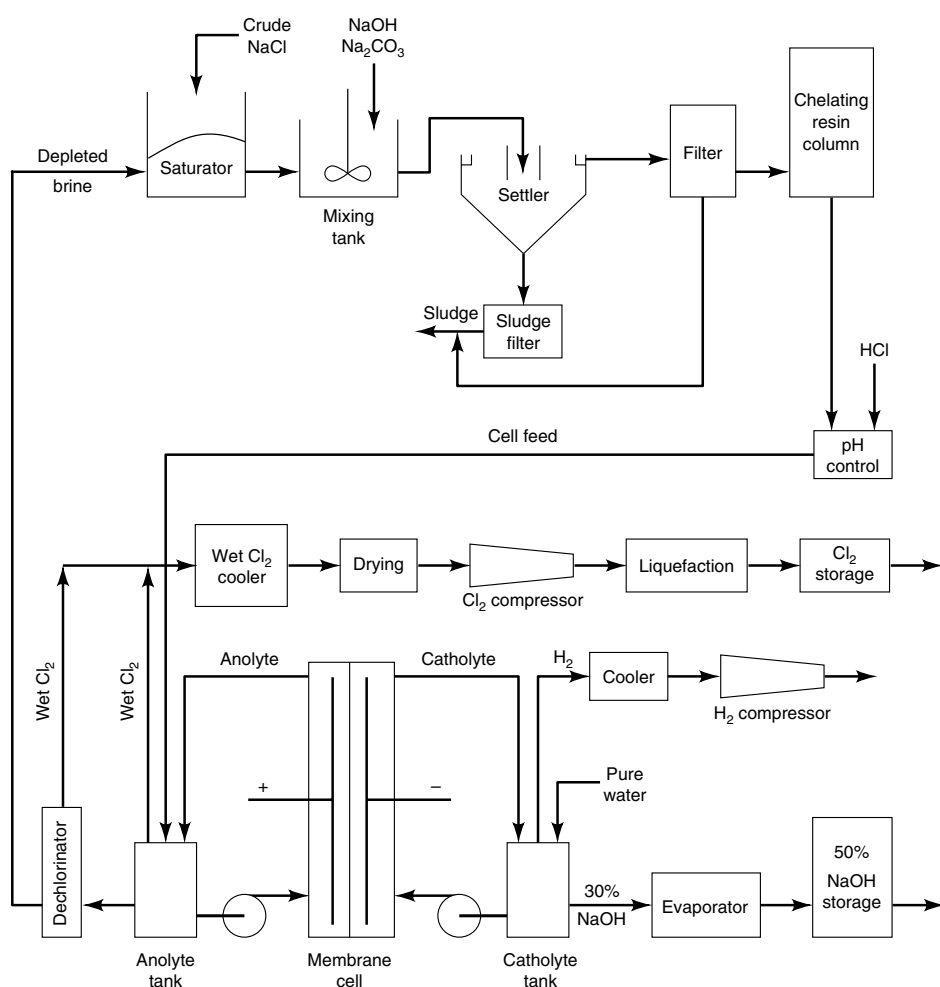 Crude
NaCl
NaOH
Na₂CO₃
Chelating
resin
column
Depleted
brine
Saturator
Mixing
tank
Settler
Filter
Sludge
Sludge
filter
HCl
pH
control
Cell feed
Wet Cl₂
cooler
Drying
Cl₂ compressor
Liquefaction
Cl₂
storage
Wet Cl₂
Wet Cl₂
Anolyte
Catholyte
H₂
Cooler
H₂ compressor
+
–
Pure
water
Dechlorinator
Anolyte
tank
Membrane
cell
Catholyte
tank
30%
NaOH
Evaporator
50%
NaOH
storage